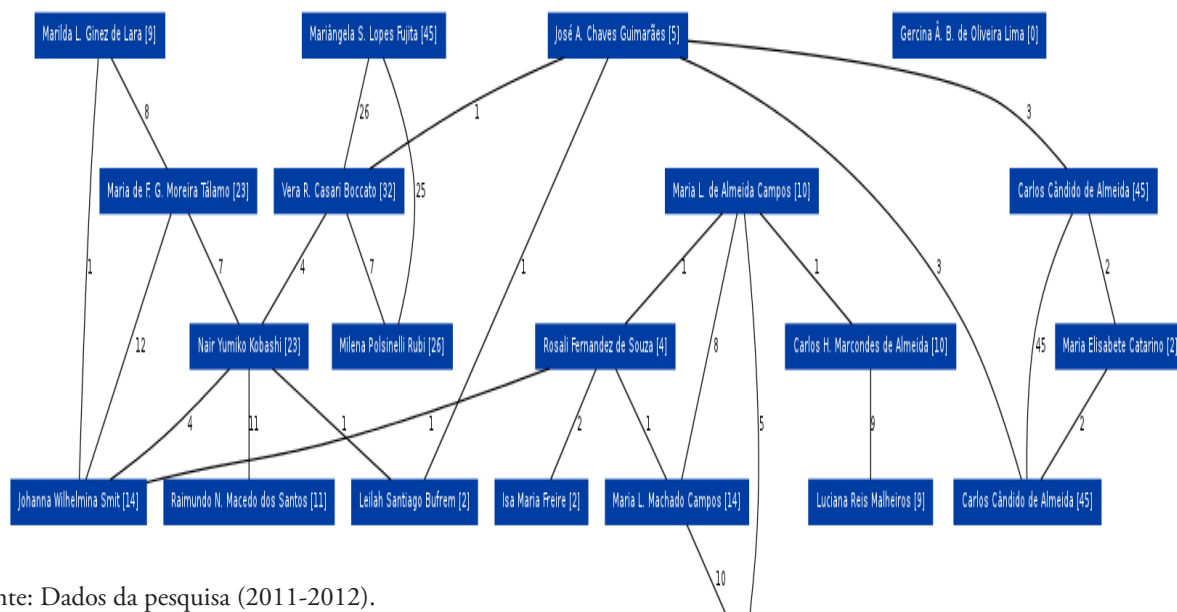 Marilda L. Ginez de Lara [9]
Mariângela S. Lopes Fujita [45]
José A. Chaves Guimarães [5]
Gercina Â. B. de Oliveira Lima [0]
8
26
1
3
Maria de F. G. Moreira Tálamo [23]
Vera R. Casari Boccato [32]
25
Maria L. de Almeida Campos [10]
Carlos Cândido de Almeida [45]
1
7
4
7
1
1
1
3
2
Nair Yumiko Kobashi [23]
Milena Polsinelli Rubi [26]
Rosali Fernandez de Souza [4]
Carlos H. Marcondes de Almeida [10]
Maria Elisabete Catarino [2]
12
8
45
4
11
1
1
2
1
5
9
2
Johanna Wilhelmina Smit [14]
Raimundo N. Macedo dos Santos [11]
Leilah Santiago Bufrem [2]
Isa Maria Freire [2]
Maria L. Machado Campos [14]
Luciana Reis Malheiros [9]
Carlos Cândido de Almeida [45]
10
nte: Dados da pesquisa (2011-2012).